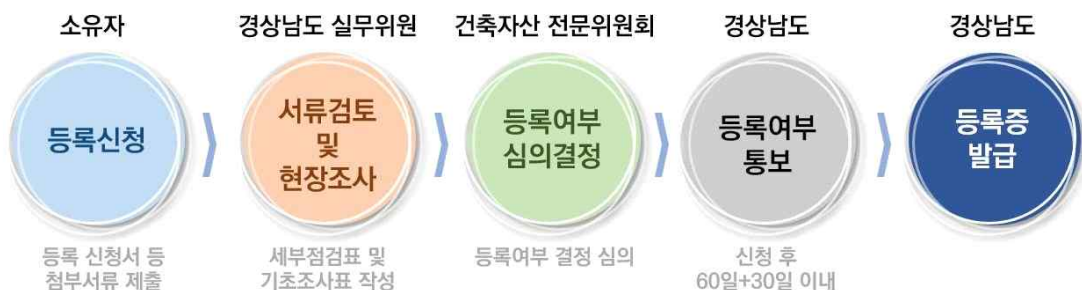 소유자
등록신청
등록 신청서 등
첨부서류 제출
경상남도 실무위원
서류검토
및
현장조사
세부점검표 및
기초조사표 작성
건축자산 전문위원회
등록여부
심의결정
등록여부 결정 심의
경상남도
등록여부
통보
신청 후
60일+30일 이내
경상남도
등록증
발급